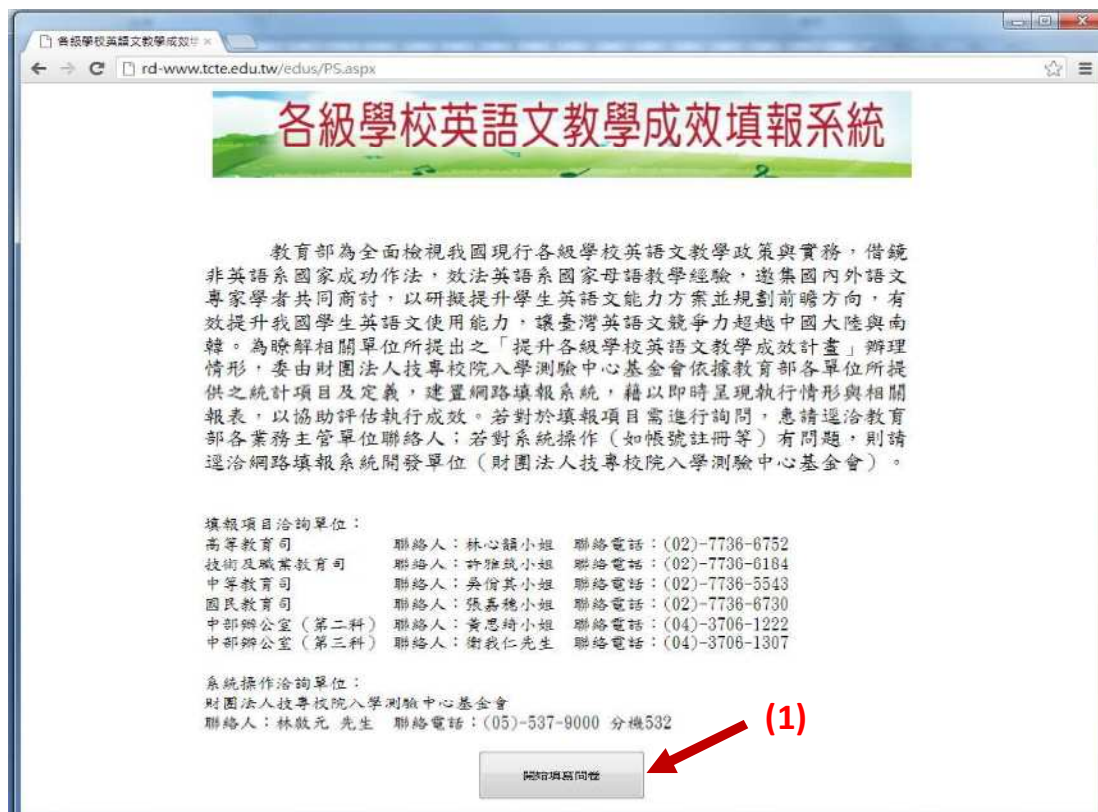 各級學校英語文教學成效填
rd-www.tcte.edu.tw/edus/PS.aspx
各級學校英語文教學成效填報系統
教育部為全面檢視我國現行各級學校英語文教學政策與實務，借鏡
非英語系國家成功作法，效法英語系國家母語教學經驗，邀集國內外語文
專家學者共同商討，以研擬提升學生英語文能力方案並規劃前瞻方向，有
效提升我國學生英語文使用能力，讓臺灣英語文競爭力超越中國大陸與南
韓。為瞭解相關單位所提出之「提升各級學校英語文教學成效計畫」辦理
情形，委由財團法人技專校院入學測驗中心基金會依據教育部各單位所提
供之統計項目及定義，建置網路填報系統，藉以即時呈現執行情形與相關
報表，以協助評估執行成效。若對於填報項目需進行詢問，惠請逕洽教育
部各業務主管單位聯絡人；若對系統操作（如帳號註冊等）有問題，則請
逕洽網路填報系統開發單位（財團法人技專校院入學測驗中心基金會）。
填報項目洽詢單位：
高等教育司 聯絡人：林心韻小姐 聯絡電話：(02)-7736-6752
技術及職業教育司 聯絡人：許雅筑小姐 聯絡電話：(02)-7736-6184
中等教育司 聯絡人：吳佾其小姐 聯絡電話：(02)-7736-5543
國民教育司 聯絡人：張嘉穗小姐 聯絡電話：(02)-7736-6730
中部辦公室（第二科） 聯絡人：黃思綺小姐 聯絡電話：(04)-3706-1222
中部辦公室（第三科） 聯絡人：衛我仁先生 聯絡電話：(04)-3706-1307
系統操作洽詢單位：
財團法人技專校院入學測驗中心基金會
聯絡人：林啟元 先生 聯絡電話：(05)-537-9000 分機532
(1)
開始填寫問卷